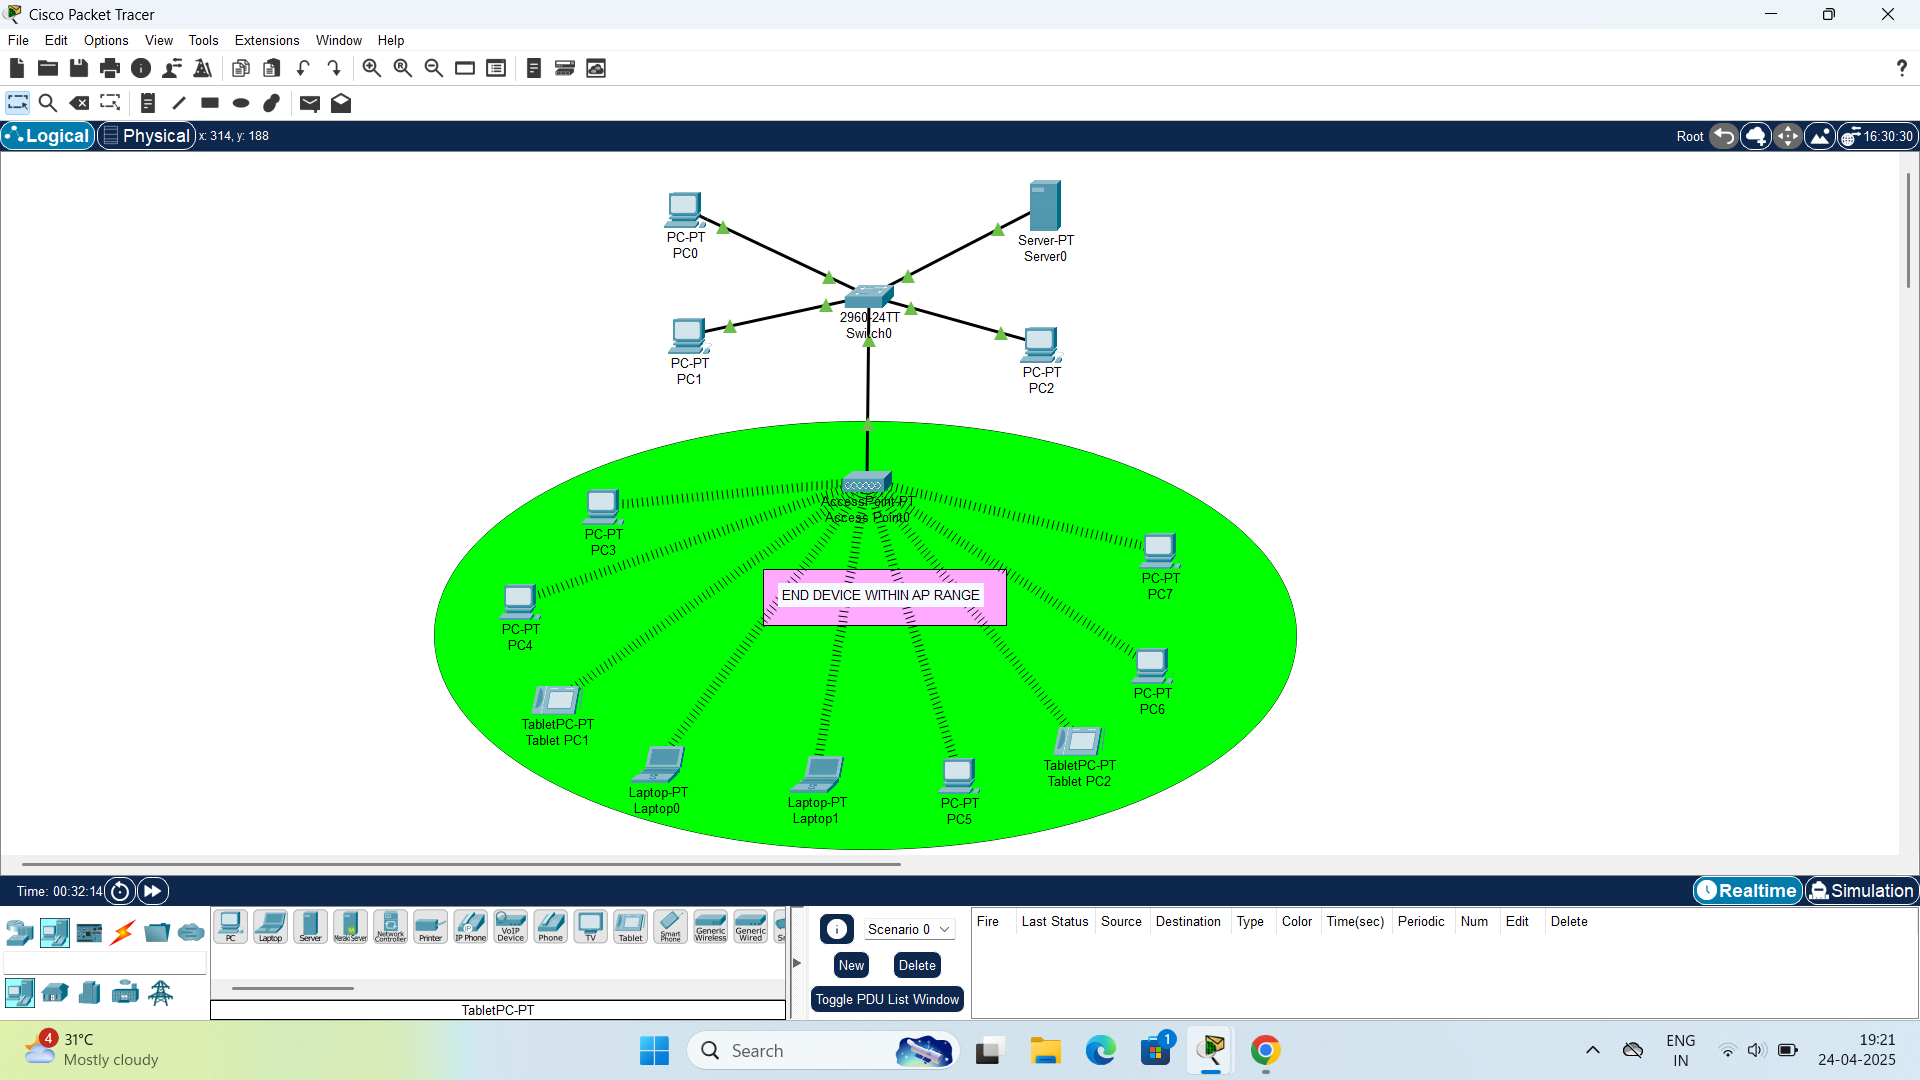 Cisco Packet Tracer
File Edit Options View Tools Extensions Window Help
Logical Physical x: 314, y: 188 Root 16:30:30
PC-PT
PC0
Server-PT
Server0
2960-24TT
Switch0
PC-PT
PC1
PC-PT
PC2
AccessPoint-PT
Access Point0
PC-PT
PC3
PC-PT
PC7
END DEVICE WITHIN AP RANGE
PC-PT
PC4
PC-PT
PC6
TabletPC-PT
Tablet PC1
TabletPC-PT
Tablet PC2
Laptop-PT
Laptop0
Laptop-PT
Laptop1
PC-PT
PC5
Time: 00:32:14 Realtime Simulation
PC Laptop Server Meraki Server Network Controller Printer IP Phone VoIP Device Phone TV Tablet Smart Phone Generic Wireless Generic Wired
TabletPC-PT
Scenario 0
New Delete
Toggle PDU List Window
Fire Last Status Source Destination Type Color Time(sec) Periodic Num Edit Delete
4 31°C
Mostly cloudy
Search
1
ENG
IN
19:21
24-04-2025